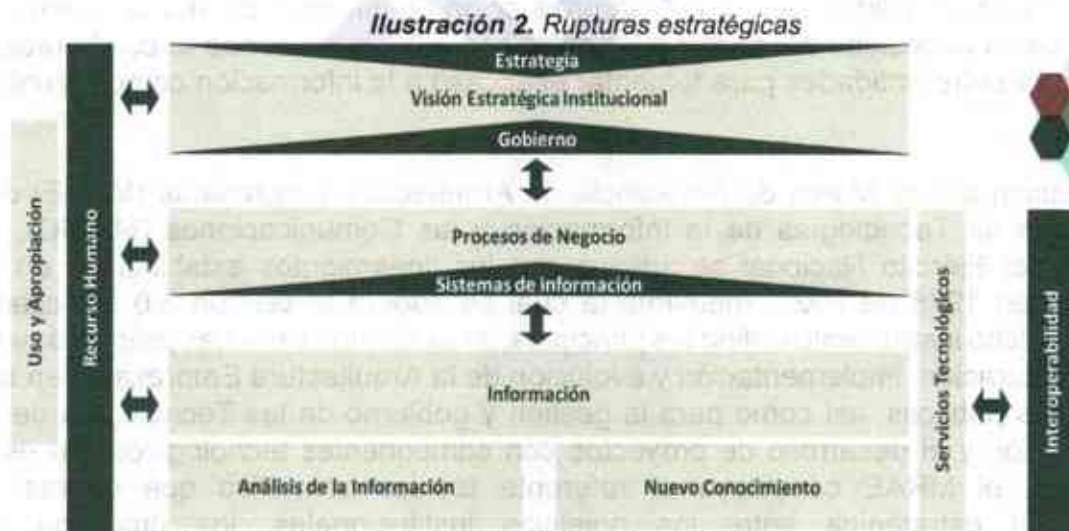 Ilustración 2. Rupturas estratégicas
Estrategia
Visión Estratégica Institucional
Gobierno
Procesos de Negocio
Sistemas de Información
Información
Análisis de la Información
Nuevo Conocimiento
Uso y Apropiación
Recurso Humano
Servicios Tecnológicos
Interoperabilidad